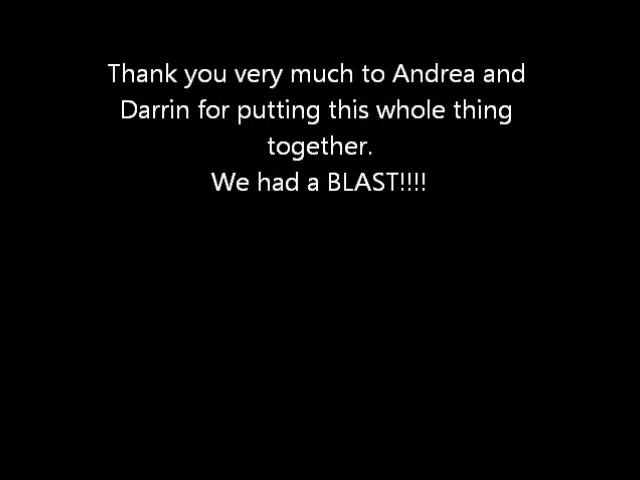 Thank you very much to Andrea and
Darrin for putting this whole thing
together.
We had a BLAST!!!!